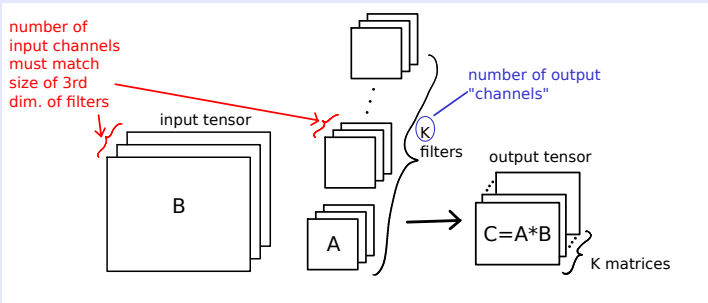 number of
input channels
must match
size of 3rd
dim. of filters
input tensor
B
A
K
filters
number of output
"channels"
output tensor
C=A*B
K matrices